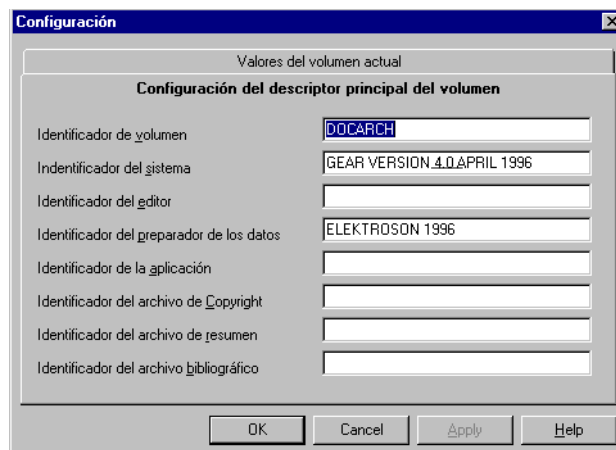 Configuración
Valores del volumen actual
Configuración del descriptor principal del volumen
Identificador de volumen DOCARCH
Indentificador del sistema GEAR VERSION 4.0 APRIL 1996
Identificador del editor
Identificador del preparador de los datos ELEKTROSON 1996
Identificador de la aplicación
Identificador del archivo de Copyright
Identificador del archivo de resumen
Identificador del archivo bibliográfico
OK Cancel Apply Help